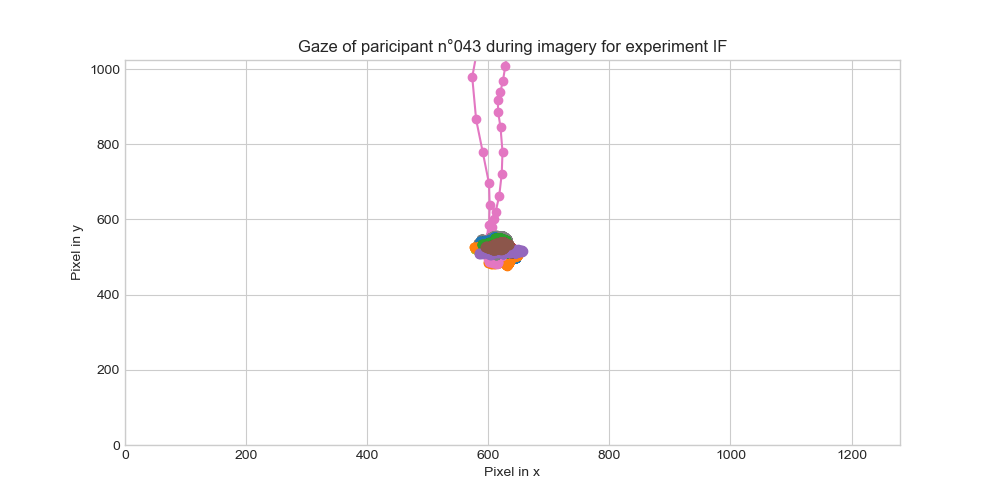 Gaze of paricipant n°043 during imagery for experiment IF
1000
800
600
400
200
0
Pixel in y
0 200 400 600 800 1000 1200
Pixel in x